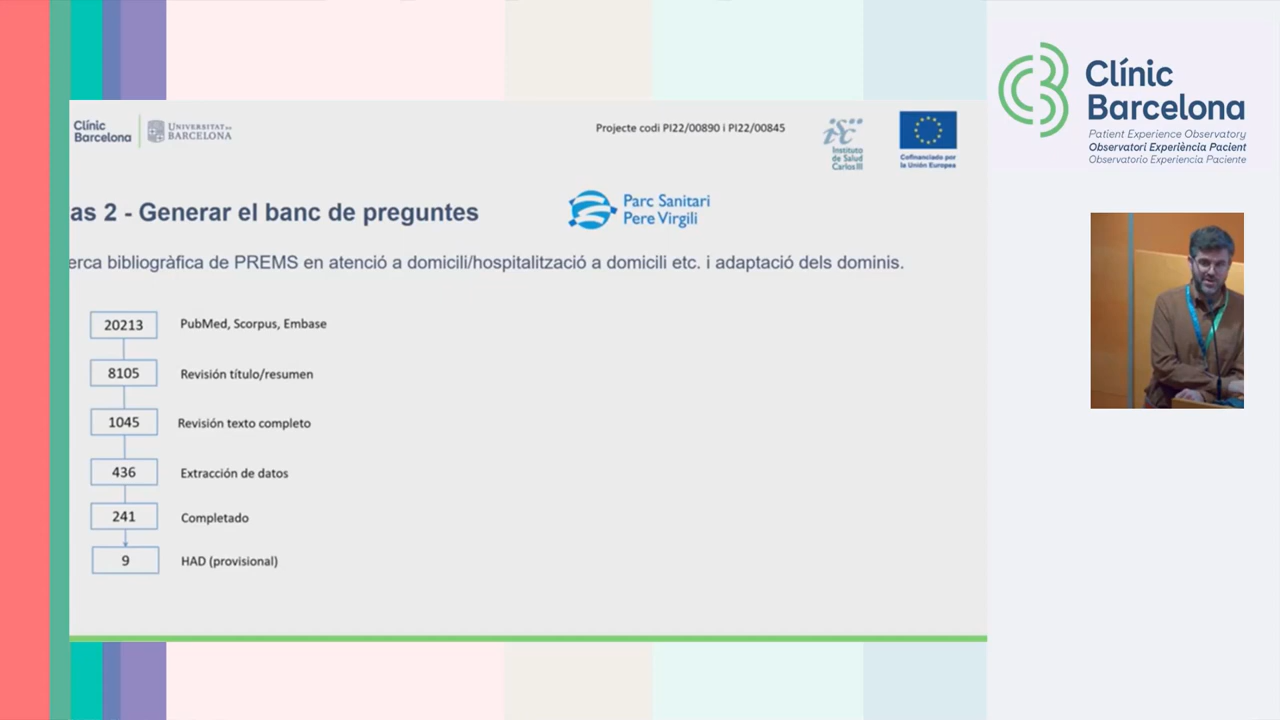 Clínic
Barcelona
UNIVERSITAT DE
BARCELONA
Projecte codi PI22/00890 i PI22/00845
Instituto
de Salud
Carlos III
Cofinanciado por
la Unión Europea
as 2 - Generar el banc de preguntes
Parc Sanitari
Pere Virgili
erca bibliogràfica de PREMS en atenció a domicili/hospitalització a domicili etc. i adaptació dels dominis.
20213 PubMed, Scorpus, Embase
8105 Revisión título/resumen
1045 Revisión texto completo
436 Extracción de datos
241 Completado
9 HAD (provisional)
Clínic
Barcelona
Patient Experience Observatory
Observatori Experiència Pacient
Observatorio Experiencia Paciente